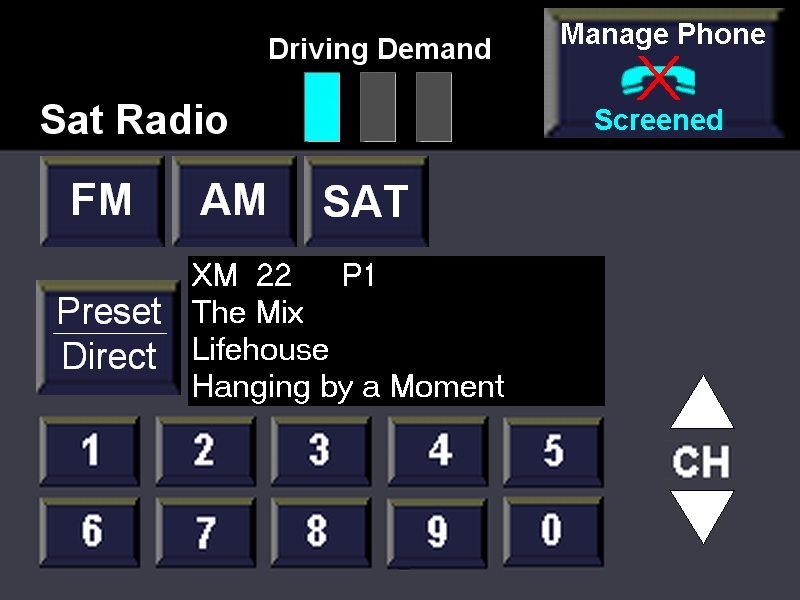 Driving Demand
Manage Phone
Screened
Sat Radio
FM AM SAT
Preset
Direct
XM 22 P1
The Mix
Lifehouse
Hanging by a Moment
1 2 3 4 5
CH
6 7 8 9 0